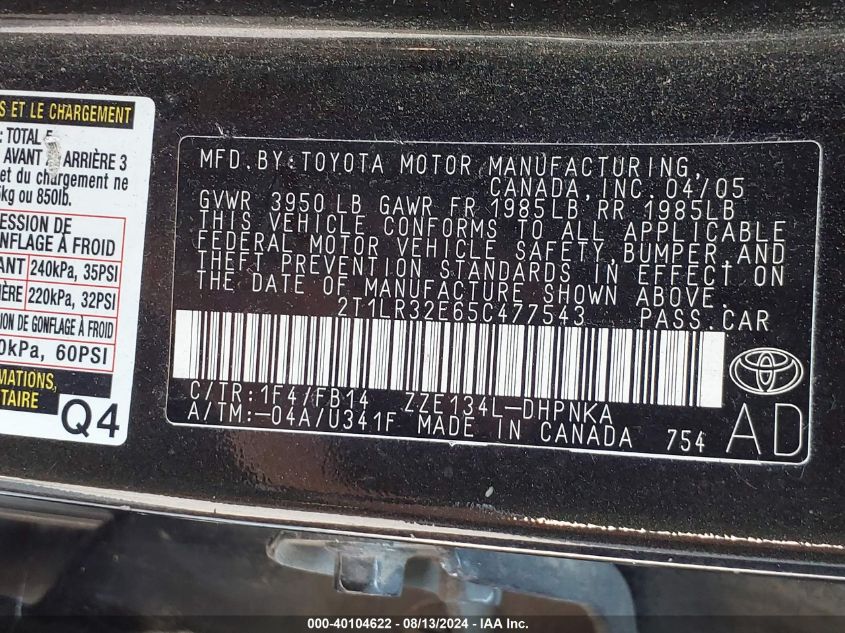 S ET LE CHARGEMENT
: TOTAL 5
AVANT ARRIÈRE 3
et du chargement ne
kg ou 850lb.
ESSION DE
NFLAGE À FROID
ANT 240kPa, 35PSI
IÈRE 220kPa, 32PSI
ION DE GONFLAGE À FROID
0kPa, 60PSI
MATIONS,
TAIRE
Q4
MFD.BY:TOYOTA MOTOR MANUFACTURING,
CANADA, INC. 04/05
GVWR 3950 LB GAWR FR 1985LB RR 1985LB
THIS VEHICLE CONFORMS TO ALL APPLICABLE
FEDERAL MOTOR VEHICLE SAFETY, BUMPER, AND
THEFT PREVENTION STANDARDS IN EFFECT ON
THE DATE OF MANUFACTURE SHOWN ABOVE.
2T1LR32E65C477543 PASS.CAR
C/TR:1F4/FB14 ZZE134L-DHPNKA
A/TM:-04A/U341F MADE IN CANADA 754
AD
000-40104622 - 08/13/2024 - IAA Inc.